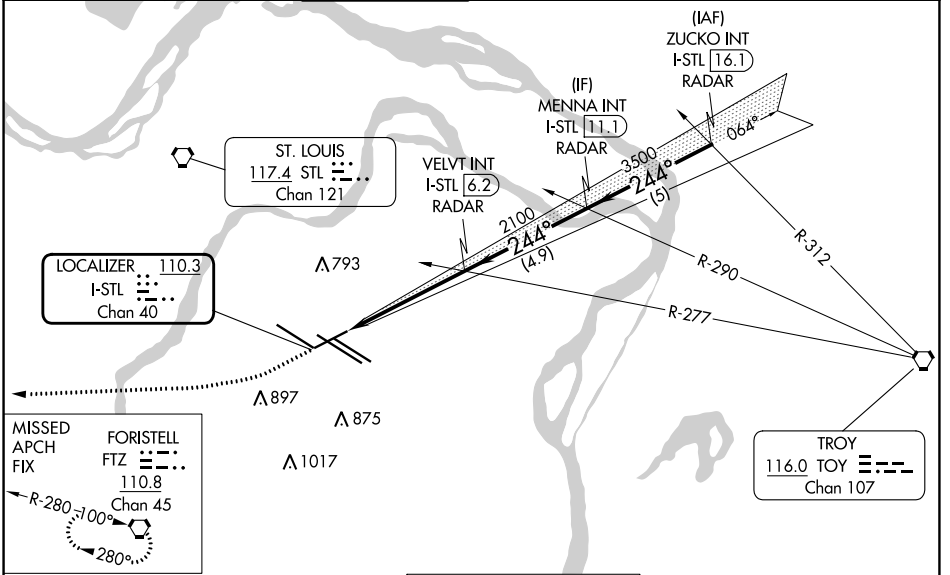 (IAF)
ZUCKO INT
I-STL 16.1
RADAR
(IF)
MENNA INT
I-STL 11.1
RADAR
064°
ST. LOUIS
117.4 STL
Chan 121
VELVT INT
I-STL 6.2
RADAR
3500
244°
(5)
2100
244°
(4.9)
R-312
R-290
R-277
LOCALIZER 110.3
I-STL
Chan 40
793
897
875
1017
MISSED
APCH
FIX
FORISTELL
FTZ
110.8
Chan 45
R-280
100°
280°
TROY
116.0 TOY
Chan 107